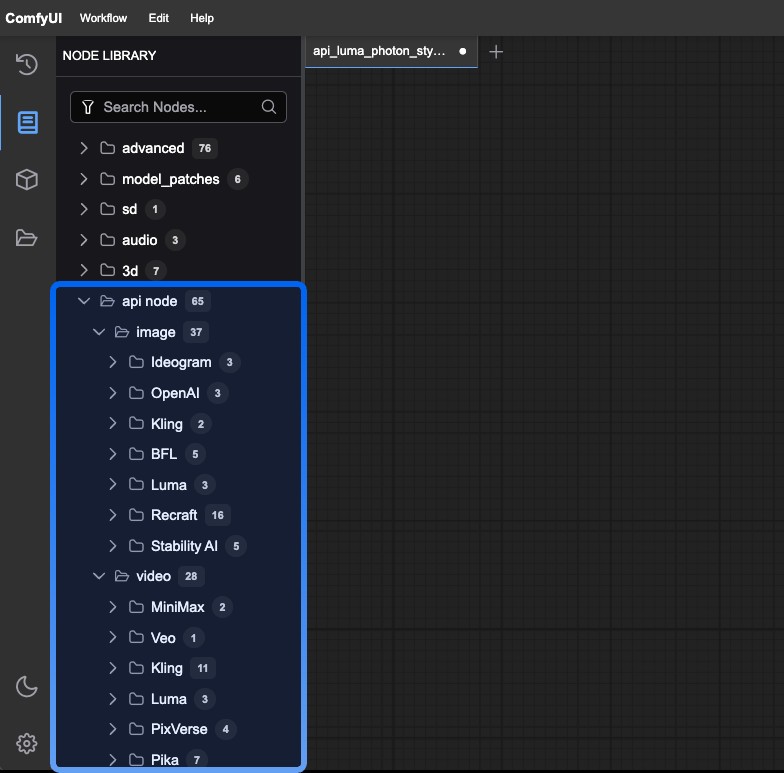 ComfyUI Workflow Edit Help
NODE LIBRARY
api_luma_photon_sty...
Search Nodes...
advanced 76
model_patches 6
sd 1
audio 3
3d 7
api node 65
image 37
Ideogram 3
OpenAI 3
Kling 2
BFL 5
Luma 3
Recraft 16
Stability AI 5
video 28
MiniMax 2
Veo 1
Kling 11
Luma 3
PixVerse 4
Pika 7